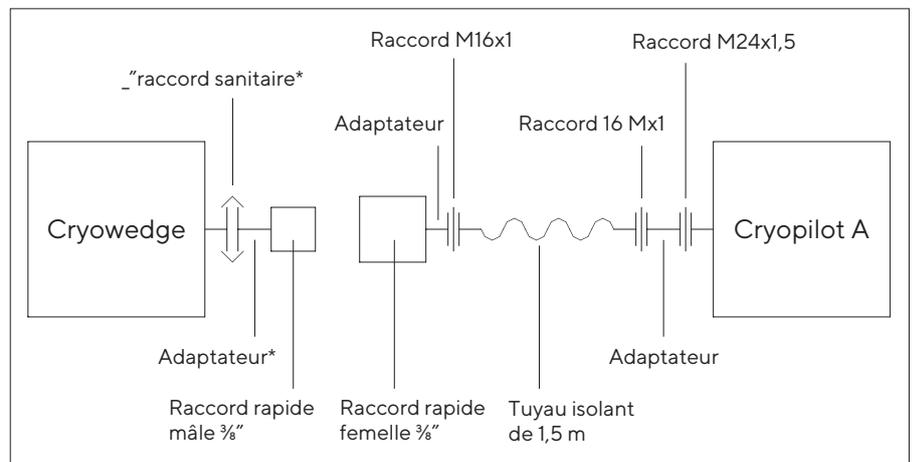 Raccord M16x1
Raccord M24x1,5
_”raccord sanitaire*
Adaptateur
Raccord 16 Mx1
Cryowedge
Cryopilot A
Adaptateur*
Adaptateur
Raccord rapide
mâle ⅜”
Raccord rapide
femelle ⅜”
Tuyau isolant
de 1,5 m